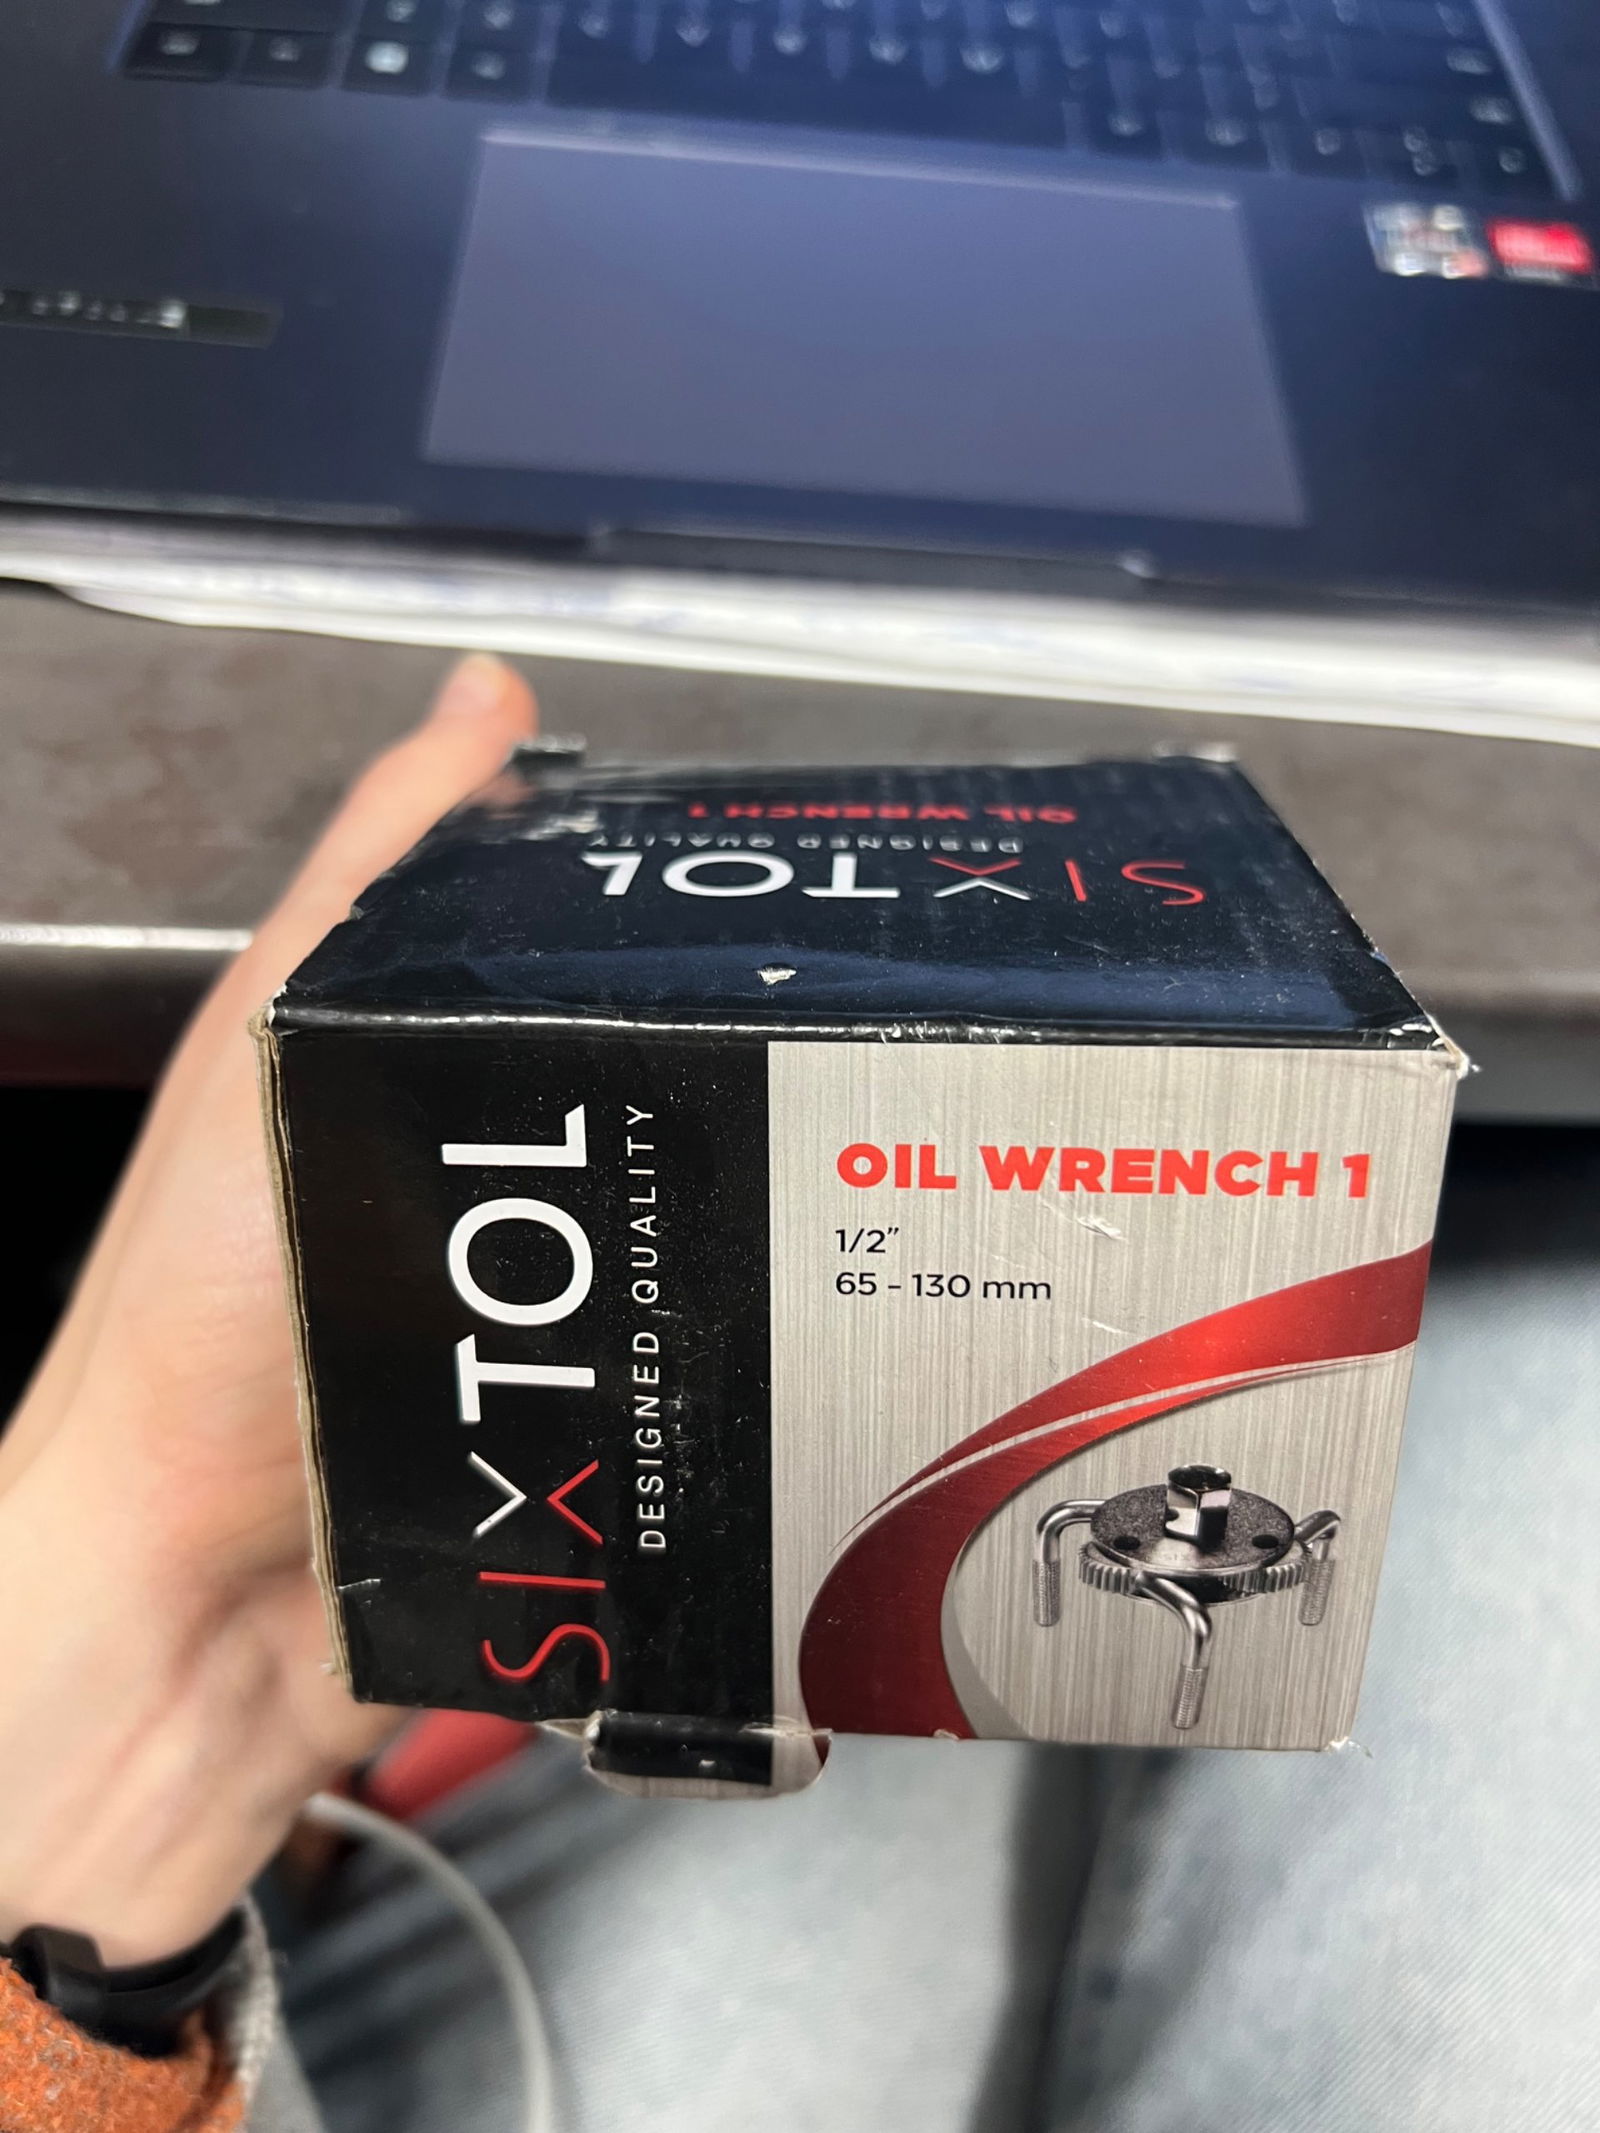 OIL WRENCH 1
DESIGNED QUALITY
SIXTOL
SIXTOL
DESIGNED QUALITY
OIL WRENCH 1
1/2"
65 – 130 mm